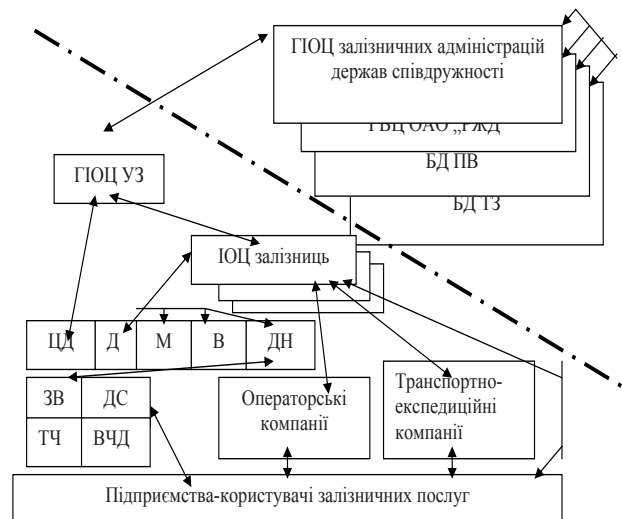 ГІОЦ залізничних адміністрацій
держав співдружності
ГВЦ ОАО „РЖД
БД ПВ
БД ТЗ
ГІОЦ УЗ
ІОЦ залізниць
ЦД Д М В ДН
ЗВ ДС
ТЧ ВЧД
Операторські
компанії
Транспортно-
експедиційні
компанії
Підприємства-користувачі залізничних послуг